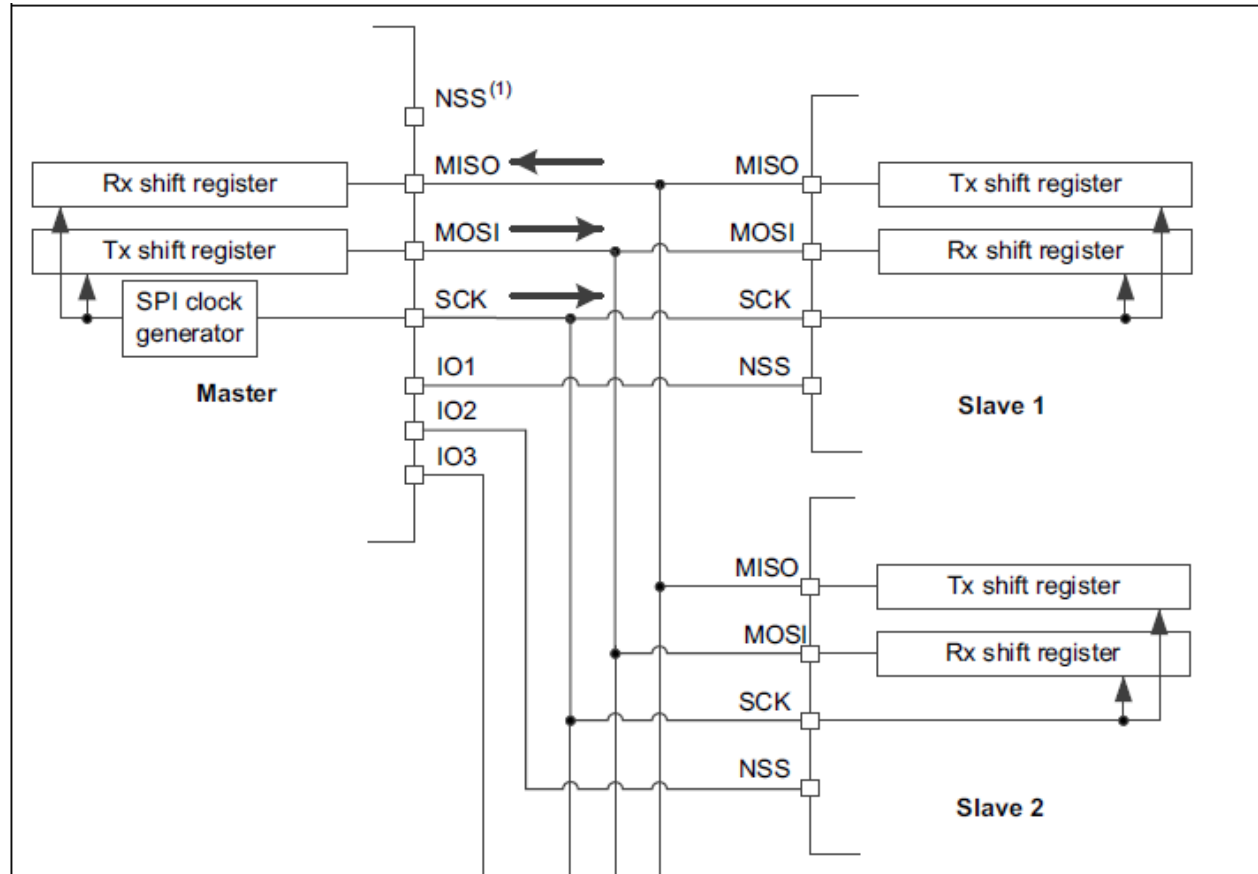 NSS(1)
MISO
MISO
Rx shift register
Tx shift register
MOSI
MOSI
Tx shift register
Rx shift register
SCK
SCK
SPI clock
generator
IO1
NSS
Master
IO2
Slave 1
IO3
MISO
Tx shift register
MOSI
Rx shift register
SCK
NSS
Slave 2